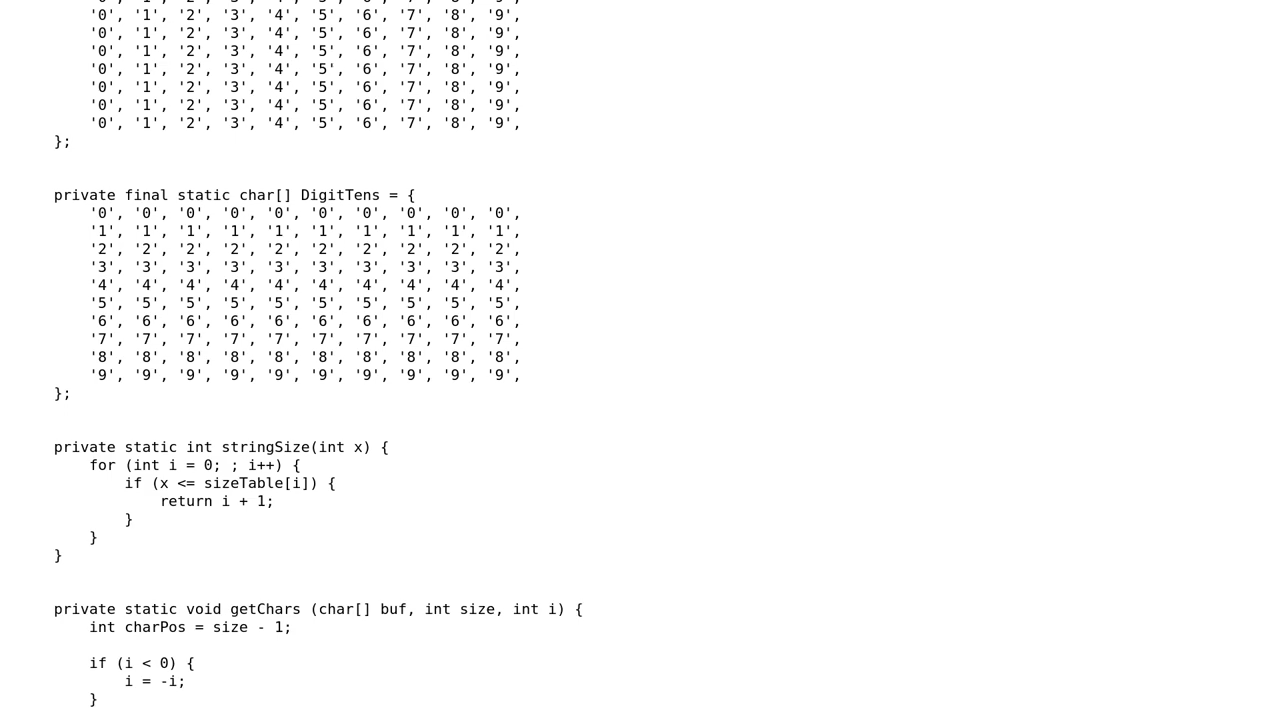 '0', '1', '2', '3', '4', '5', '6', '7', '8', '9',
'0', '1', '2', '3', '4', '5', '6', '7', '8', '9',
'0', '1', '2', '3', '4', '5', '6', '7', '8', '9',
'0', '1', '2', '3', '4', '5', '6', '7', '8', '9',
'0', '1', '2', '3', '4', '5', '6', '7', '8', '9',
'0', '1', '2', '3', '4', '5', '6', '7', '8', '9',
'0', '1', '2', '3', '4', '5', '6', '7', '8', '9',
};
private final static char[] DigitTens = {
'0', '0', '0', '0', '0', '0', '0', '0', '0', '0',
'1', '1', '1', '1', '1', '1', '1', '1', '1', '1',
'2', '2', '2', '2', '2', '2', '2', '2', '2', '2',
'3', '3', '3', '3', '3', '3', '3', '3', '3', '3',
'4', '4', '4', '4', '4', '4', '4', '4', '4', '4',
'5', '5', '5', '5', '5', '5', '5', '5', '5', '5',
'6', '6', '6', '6', '6', '6', '6', '6', '6', '6',
'7', '7', '7', '7', '7', '7', '7', '7', '7', '7',
'8', '8', '8', '8', '8', '8', '8', '8', '8', '8',
'9', '9', '9', '9', '9', '9', '9', '9', '9', '9',
};
private static int stringSize(int x) {
for (int i = 0; ; i++) {
if (x <= sizeTable[i]) {
return i + 1;
}
}
}
private static void getChars (char[] buf, int size, int i) {
int charPos = size - 1;
if (i < 0) {
i = -i;
}